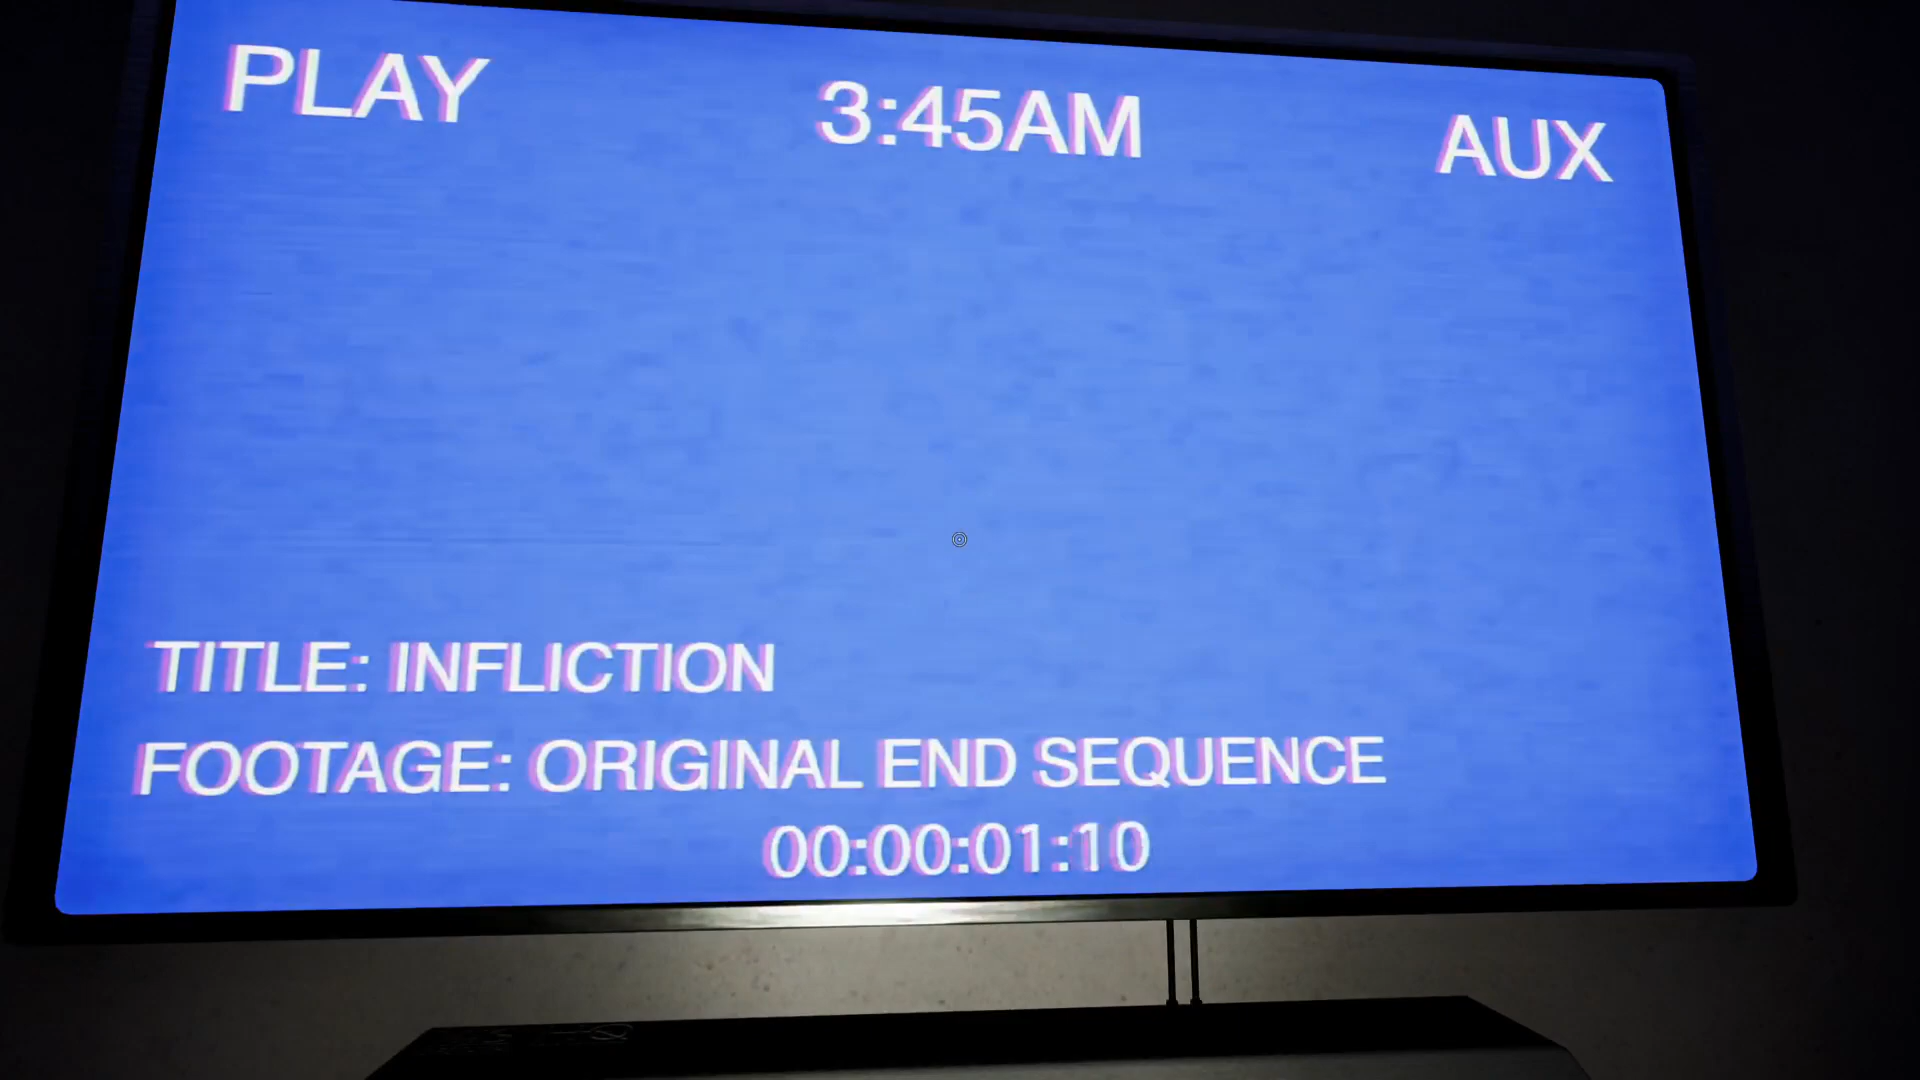 PLAY 3:45AM AUX
TITLE: INFLICTION
FOOTAGE: ORIGINAL END SEQUENCE
00:00:01:10